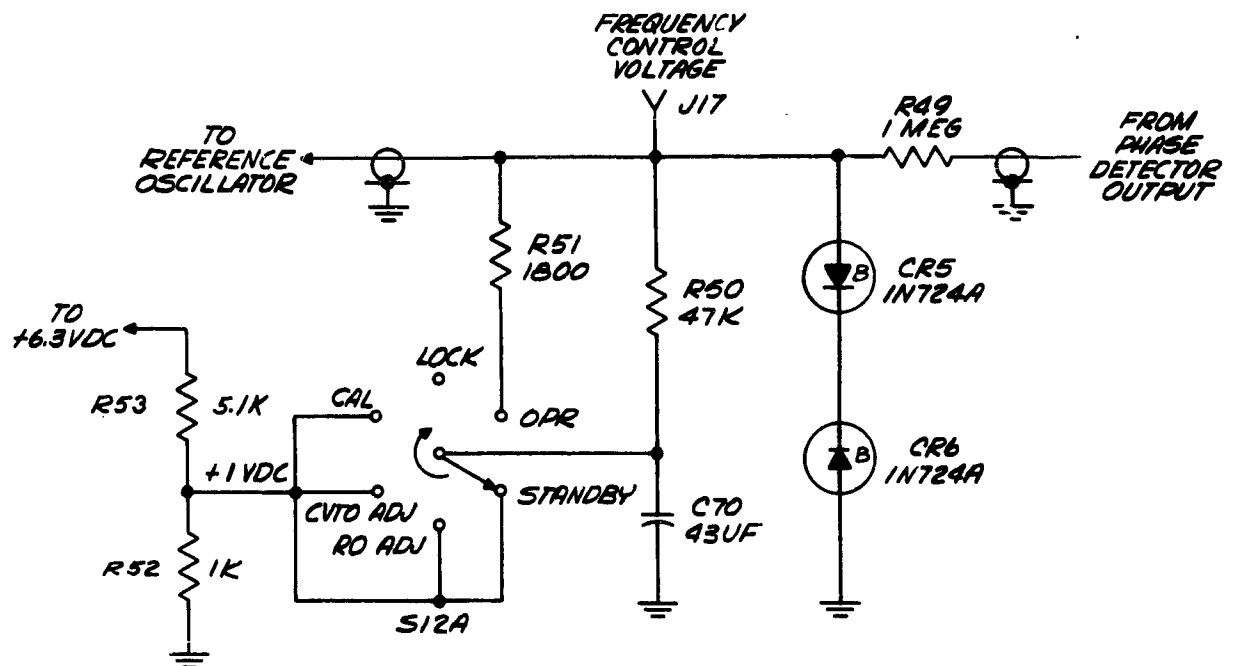 FREQUENCY
CONTROL
VOLTAGE
J17
R49
1 MEG
FROM
PHASE
DETECTOR
OUTPUT
TO
REFERENCE
OSCILLATOR
R51
1800
R50
47K
B
CR5
1N724A
TO
+6.3VDC
LOCK
R53
5.1K
CAL
OPR
+1 VDC
B
CR6
1N724A
CVTO ADJ
STANDBY
RO ADJ
C70
43UF
R52
1K
S12A